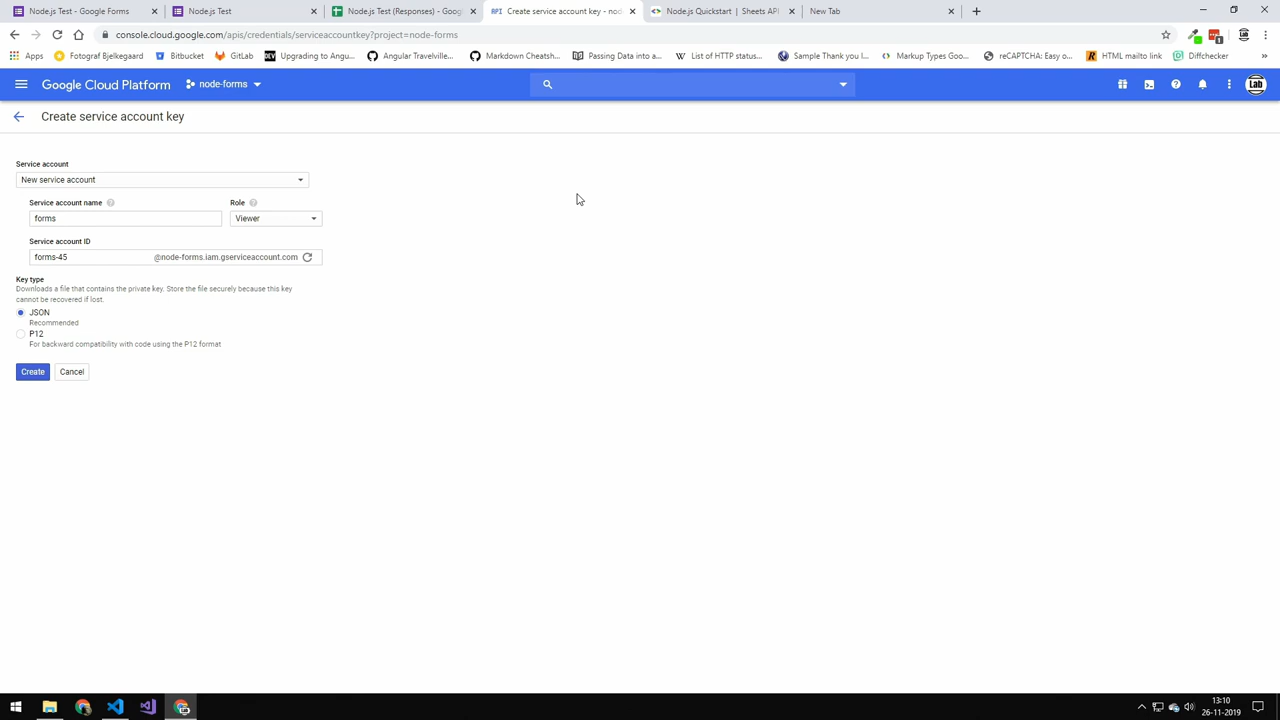 Node.js Test - Google Forms
Node.js Test
Node.js Test (Responses) - Goog
API Create service account key - nod
Node.js Quickstart | Sheets API
New Tab
console.cloud.google.com/apis/credentials/serviceaccountkey?project=node-forms
Apps
Fotograf Bjelkegaard
Bitbucket
GitLab
DEV Upgrading to Angu...
Angular Travelville...
Markdown Cheatsh...
Passing Data into a...
W List of HTTP status...
Sample Thank you l...
Markup Types Goo...
reCAPTCHA: Easy o...
R HTML mailto link
Diffchecker
»
Google Cloud Platform
node-forms
Lab
Create service account key
Service account
New service account
Service account name
Role
forms
Viewer
Service account ID
forms-45 @node-forms.iam.gserviceaccount.com
Key type
Downloads a file that contains the private key. Store the file securely because this key
cannot be recovered if lost.
JSON
Recommended
P12
For backward compatibility with code using the P12 format
Create
Cancel
13:10
26-11-2019